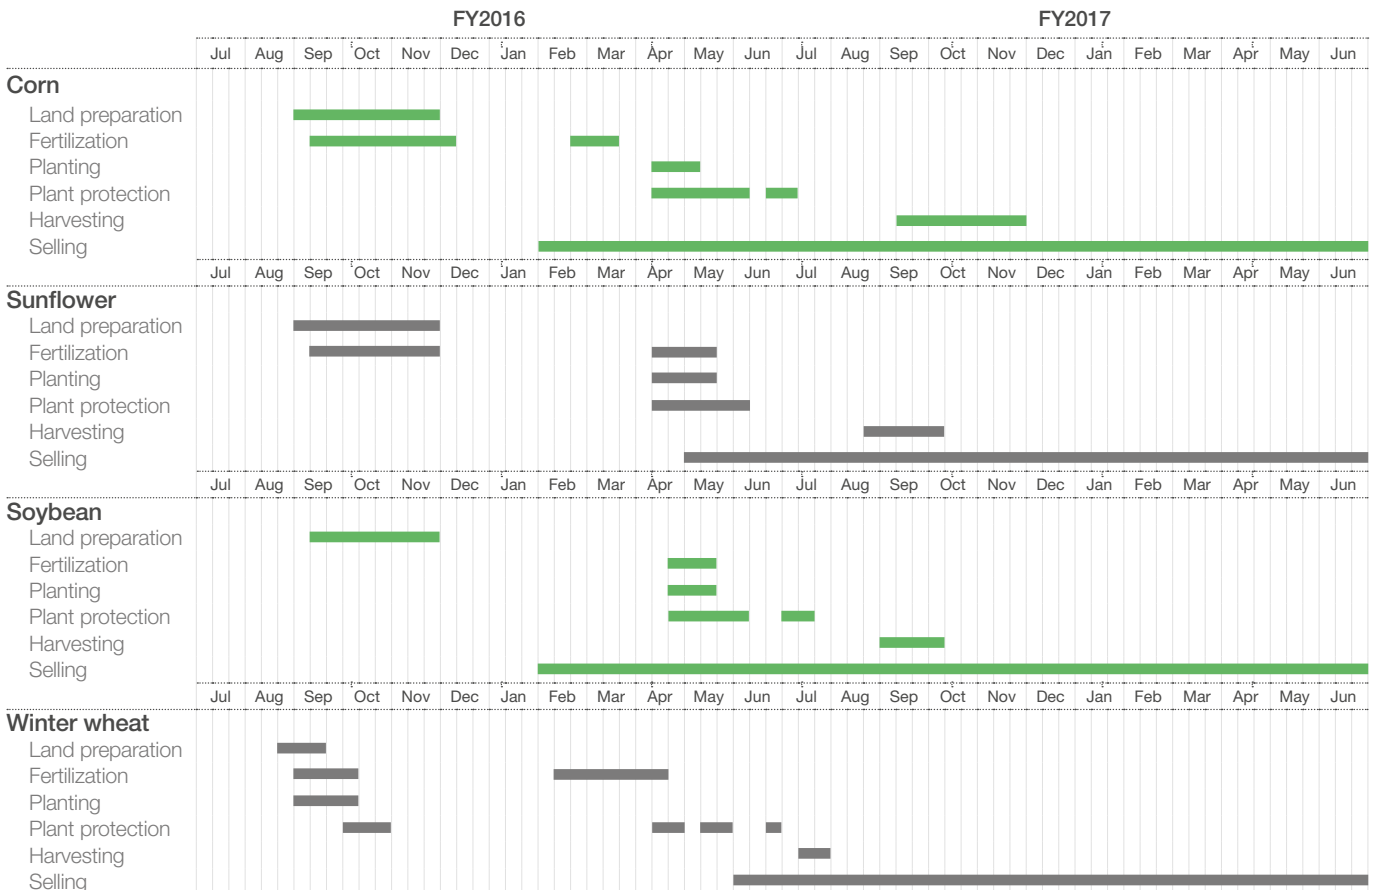 FY2016 FY2017
Jul Aug Sep Oct Nov Dec Jan Feb Mar Apr May Jun Jul Aug Sep Oct Nov Dec Jan Feb Mar Apr May Jun
Corn
Land preparation
Fertilization
Planting
Plant protection
Harvesting
Selling
Jul Aug Sep Oct Nov Dec Jan Feb Mar Apr May Jun Jul Aug Sep Oct Nov Dec Jan Feb Mar Apr May Jun
Sunflower
Land preparation
Fertilization
Planting
Plant protection
Harvesting
Selling
Jul Aug Sep Oct Nov Dec Jan Feb Mar Apr May Jun Jul Aug Sep Oct Nov Dec Jan Feb Mar Apr May Jun
Soybean
Land preparation
Fertilization
Planting
Plant protection
Harvesting
Selling
Jul Aug Sep Oct Nov Dec Jan Feb Mar Apr May Jun Jul Aug Sep Oct Nov Dec Jan Feb Mar Apr May Jun
Winter wheat
Land preparation
Fertilization
Planting
Plant protection
Harvesting
Selling